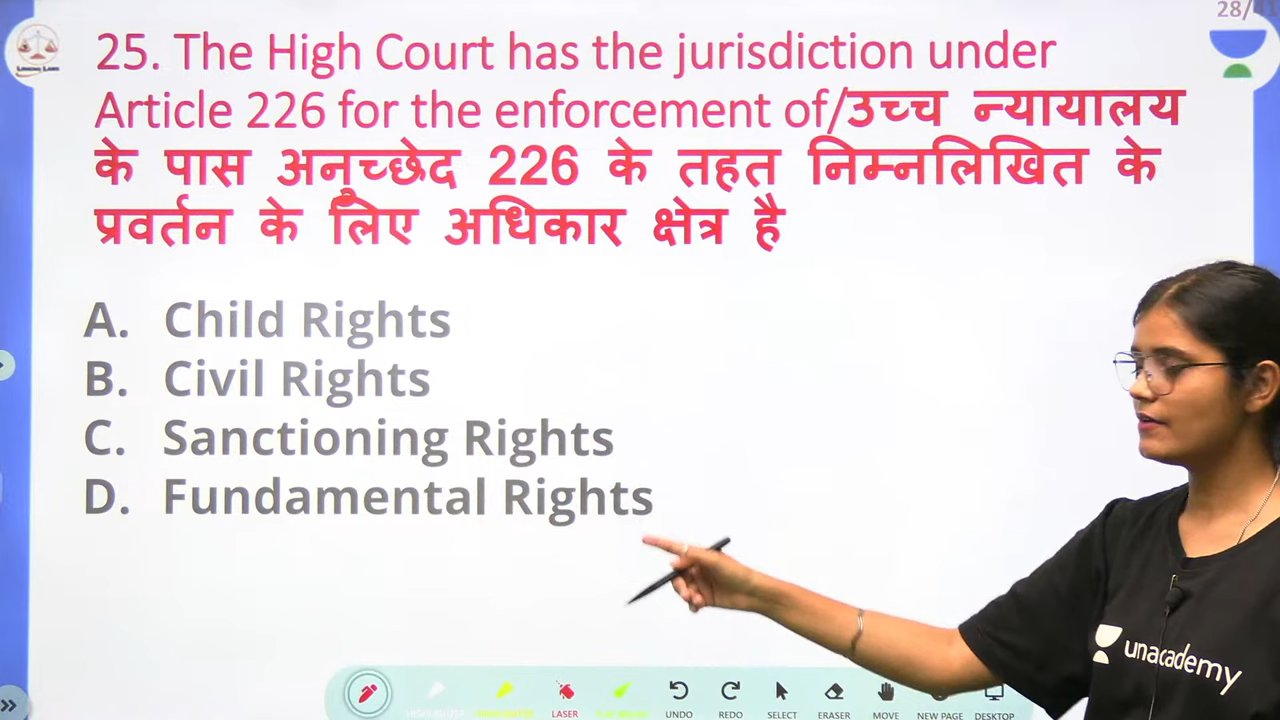 28/
25. The High Court has the jurisdiction under
Article 226 for the enforcement of/उच्च न्यायालय
के पास अनुच्छेद 226 के तहत निम्नलिखित के
प्रवर्तन के लिए अधिकार क्षेत्र है
A. Child Rights
B. Civil Rights
C. Sanctioning Rights
D. Fundamental Rights
unacademy
HIGHLIGHTER
LASER
UNDO
REDO
SELECT
ERASER
MOVE
NEW PAGE
DESKTOP